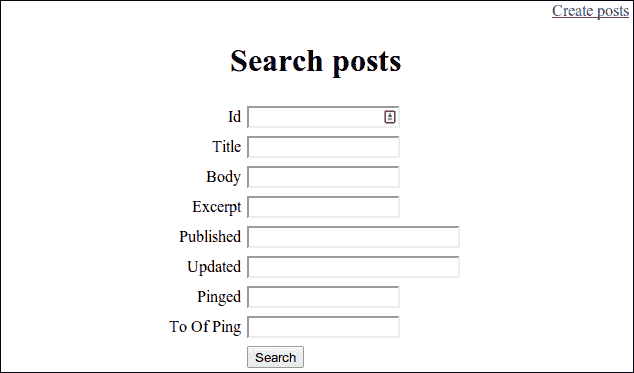 Create posts
Search posts
Id
Title
Body
Excerpt
Published
Updated
Pinged
To Of Ping
Search